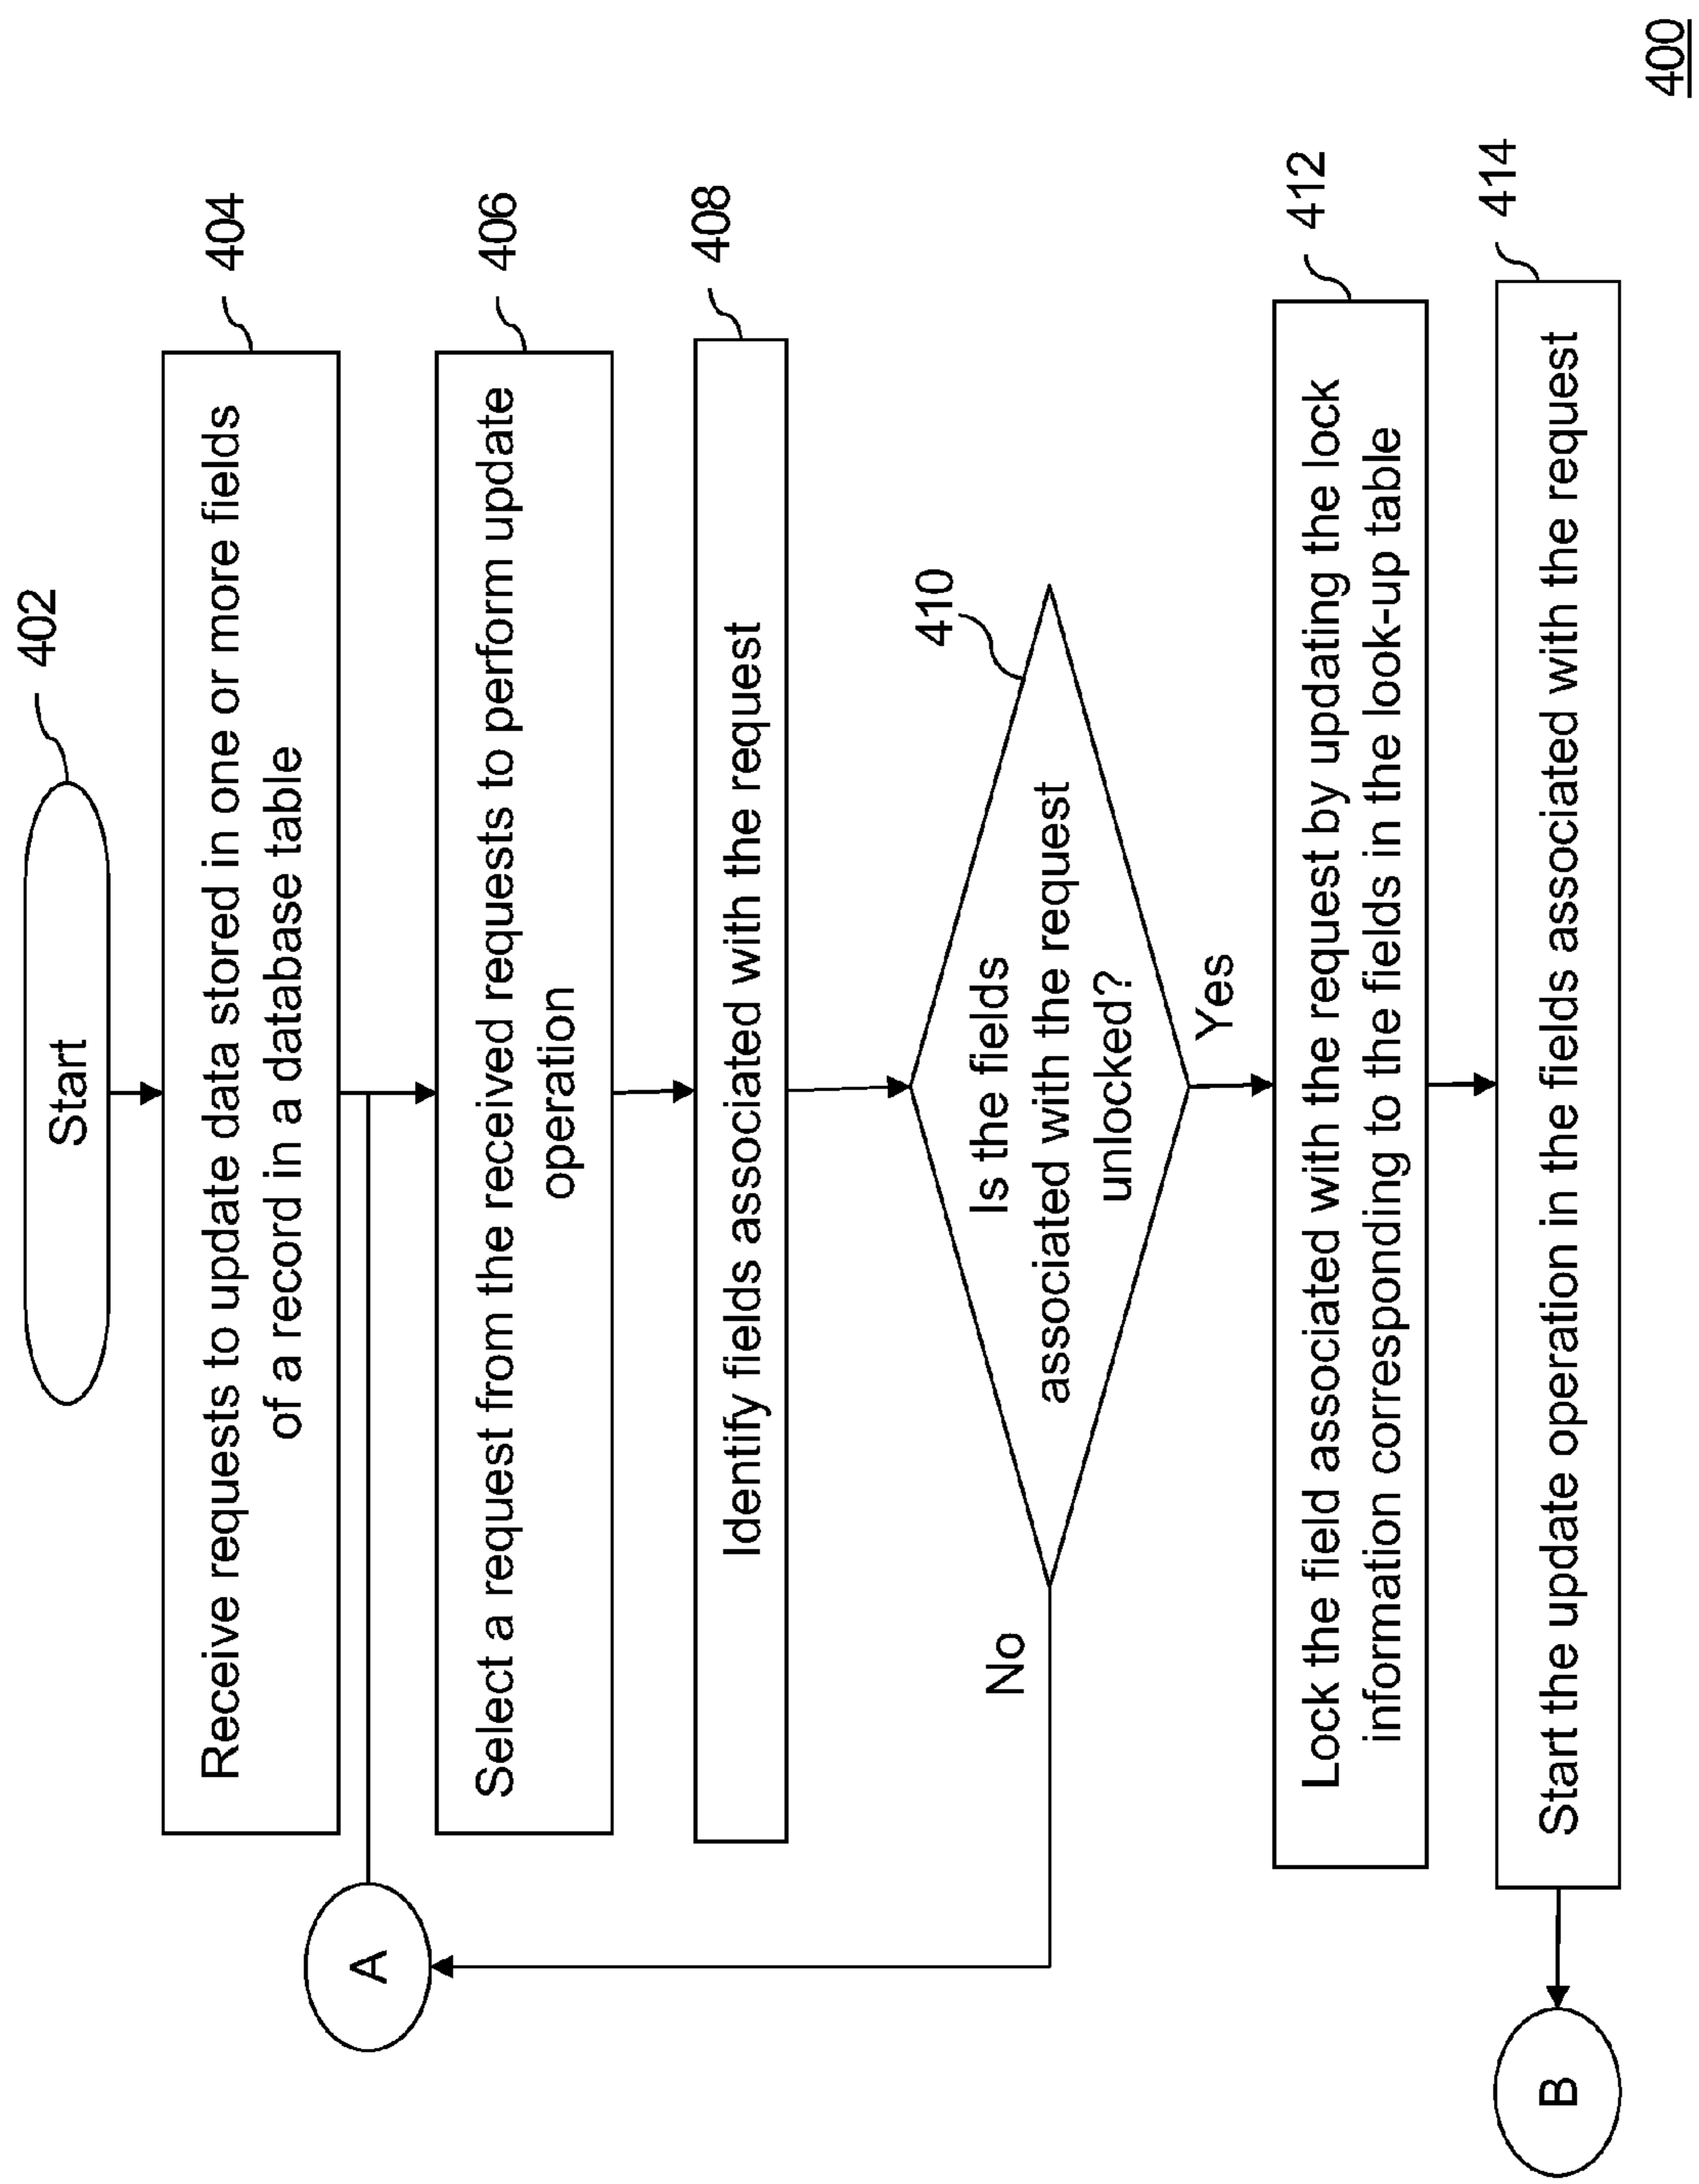 Start
402
Receive requests to update data stored in one or more fields
of a record in a database table
404
A
Select a request from the received requests to perform update
operation
406
Identify fields associated with the request
408
Is the fields
associated with the request
unlocked?
410
No
Yes
Lock the field associated with the request by updating the lock
information corresponding to the fields in the look-up table
412
Start the update operation in the fields associated with the request
414
B
400